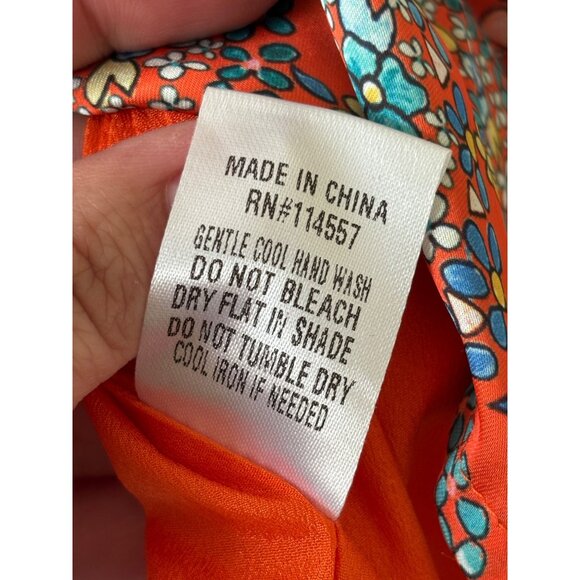 MADE IN CHINA
RN#114557
GENTLE COOL HAND WASH
DO NOT BLEACH
DRY FLAT IN SHADE
DO NOT TUMBLE DRY
COOL IRON IF NEEDED